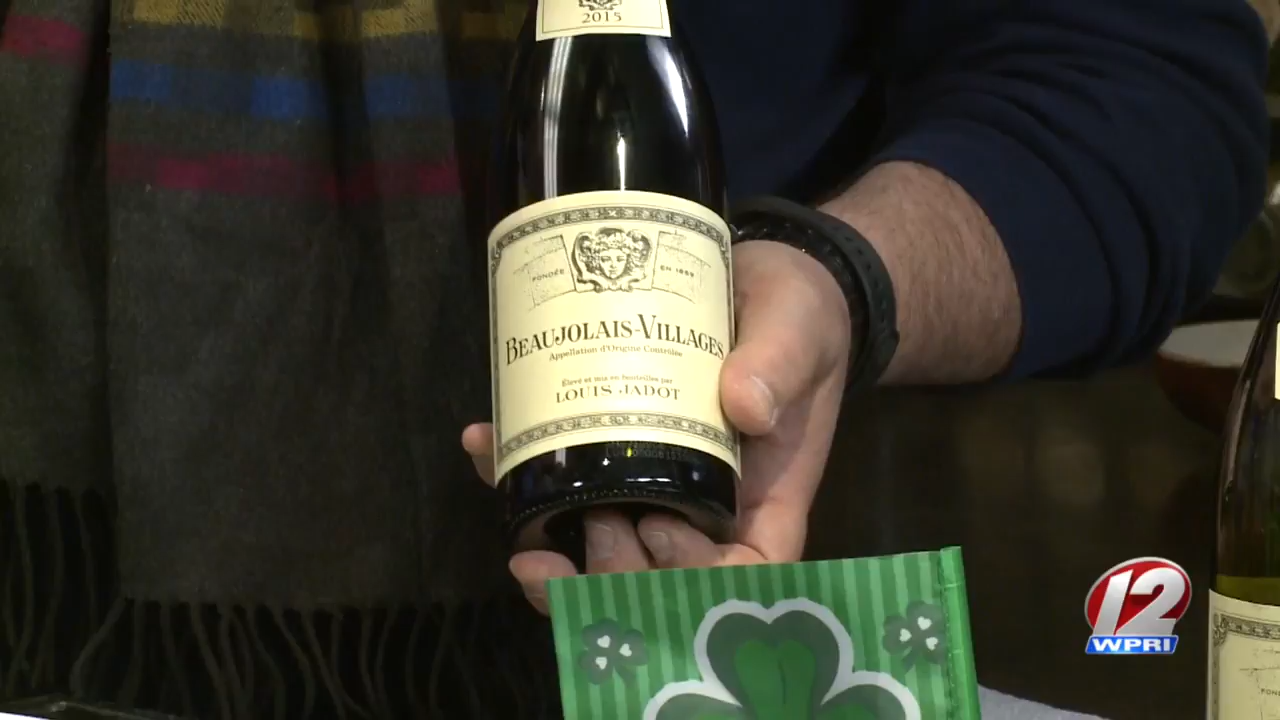 2015
FONDÉE EN 1859
BEAUJOLAIS-VILLAGES
Appellation d'Origine Contrôlée
Élevé et mis en bouteilles par
LOUIS JADOT
12
WPRI